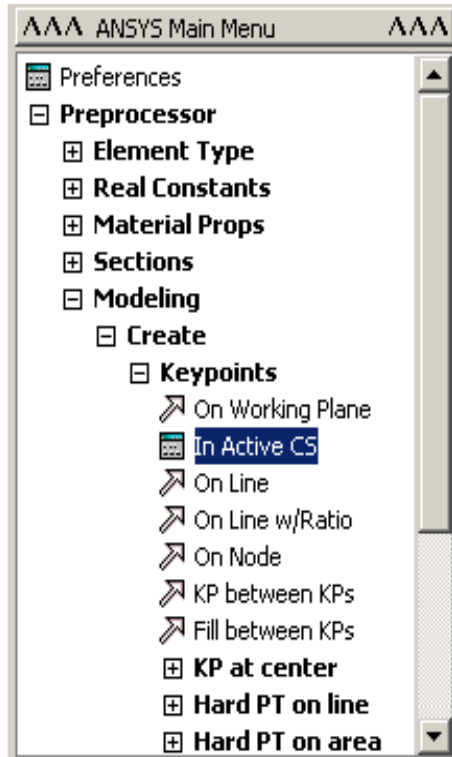 ANSYS Main Menu
Preferences
Preprocessor
Element Type
Real Constants
Material Props
Sections
Modeling
Create
Keypoints
On Working Plane
In Active CS
On Line
On Line w/Ratio
On Node
KP between KPs
Fill between KPs
KP at center
Hard PT on line
Hard PT on area